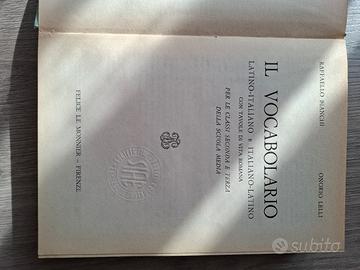 RAFFAELLO BIANCHI
ONORIO LELLI
IL VOCABOLARIO
LATINO-ITALIANO E ITALIANO-LATINO
CON TAVOLE DI VITA ROMANA
PER LE CLASSI SECONDA E TERZA
DELLA SCUOLA MEDIA
SIAE
FELICE LE MONNIER - FIRENZE
subito